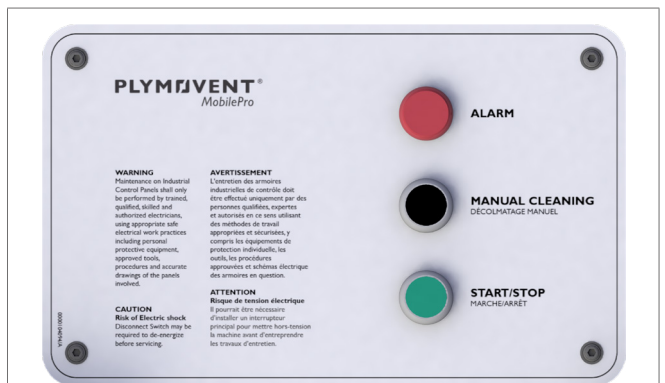 PLYMOVENT®
MobilePro
WARNING
Maintenance on Industrial
Control Panels shall only
be performed by trained,
qualified, skilled and
authorized electricians,
using appropriate safe
electrical work practices
including personal
protective equipment,
approved tools,
procedures and accurate
drawings of the panels
involved.
CAUTION
Risk of Electric shock
Disconnect Switch may be
required to de-energize
before servicing.
AVERTISSEMENT
L'entretien des armoires
industrielles de contrôle doit
être effectué uniquement par des
personnes qualifiées, expertes
et autorisés en ce sens utilisant
des méthodes de travail
appropriées et sécurisées, y
compris les équipements de
protection individuelle, les
outils, les procédures
approuvées et schémas électrique
des armoires en question.
ATTENTION
Risque de tension électrique
Il pourrait être nécessaire
d'installer un interrupteur
principal pour mettre hors-tension
la machine avant d'entreprendre
les travaux d'entretien.
ALARM
MANUAL CLEANING
DÉCOLMATAGE MANUEL
START/STOP
MARCHE/ARRÊT